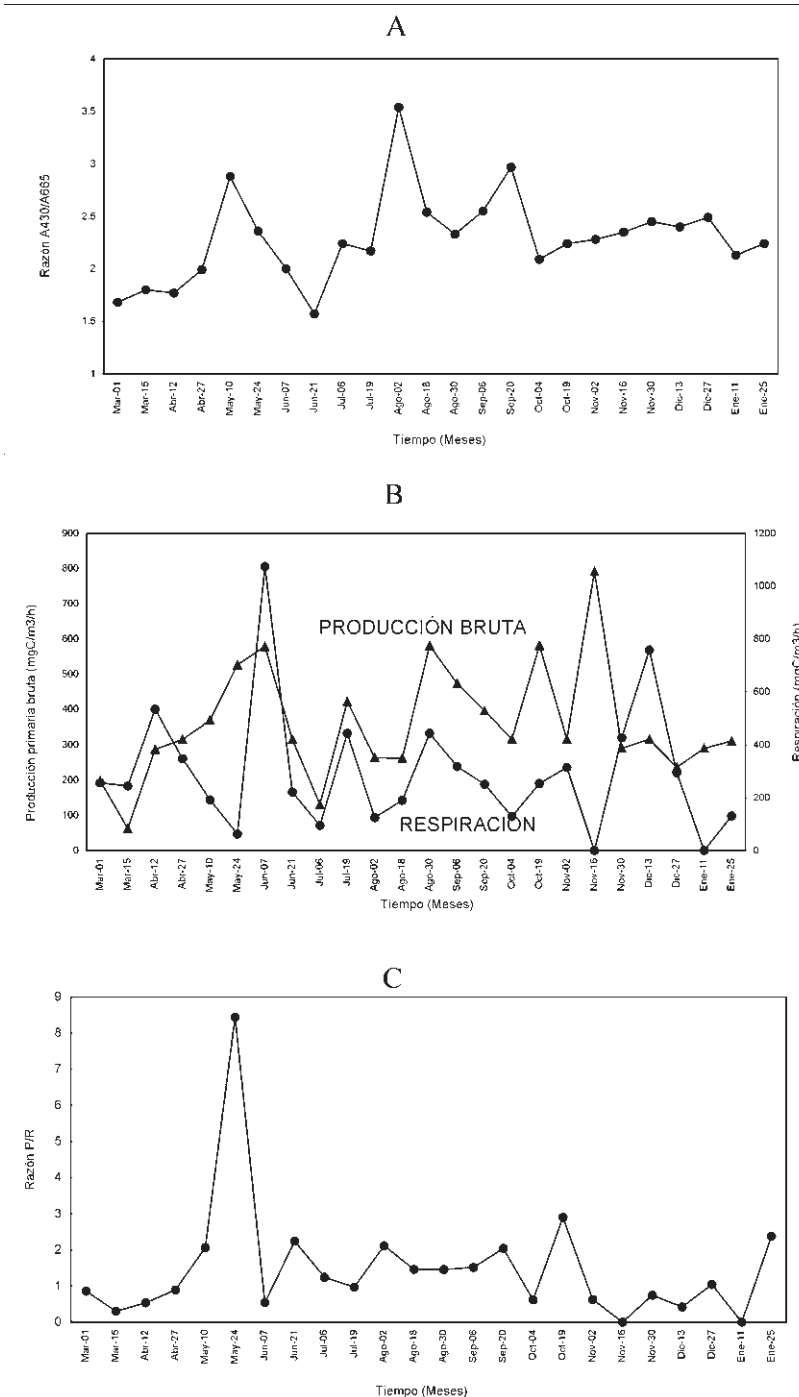 A
4
3.5
3
2.5
2
1.5
1
Razón A430/A665
Mar-01
Mar-15
Abr-12
Abr-27
May-10
May-24
Jun-07
Jun-21
Jul-06
Jul-19
Ago-02
Ago-18
Ago-30
Sep-06
Sep-20
Oct-04
Oct-19
Nov-02
Nov-16
Nov-30
Dic-13
Dic-27
Ene-11
Ene-25
Tiempo (Meses)
B
900
800
700
600
500
400
300
200
100
0
Producción primaria bruta (mgC/m3/h)
PRODUCCIÓN BRUTA
RESPIRACIÓN
1200
1000
800
600
400
200
0
Respiración (mgC/m3/h)
Mar-01
Mar-15
Abr-12
Abr-27
May-10
May-24
Jun-07
Jun-21
Jul-06
Jul-19
Ago-02
Ago-18
Ago-30
Sep-06
Sep-20
Oct-04
Oct-19
Nov-02
Nov-16
Nov-30
Dic-13
Dic-27
Ene-11
Ene-25
Tiempo (Meses)
C
9
8
7
6
5
4
3
2
1
0
Razón P/R
Mar-01
Mar-15
Abr-12
Abr-27
May-10
May-24
Jun-07
Jun-21
Jul-06
Jul-19
Ago-02
Ago-18
Ago-30
Sep-06
Sep-20
Oct-04
Oct-19
Nov-02
Nov-16
Nov-30
Dic-13
Dic-27
Ene-11
Ene-25
Tiempo (Meses)